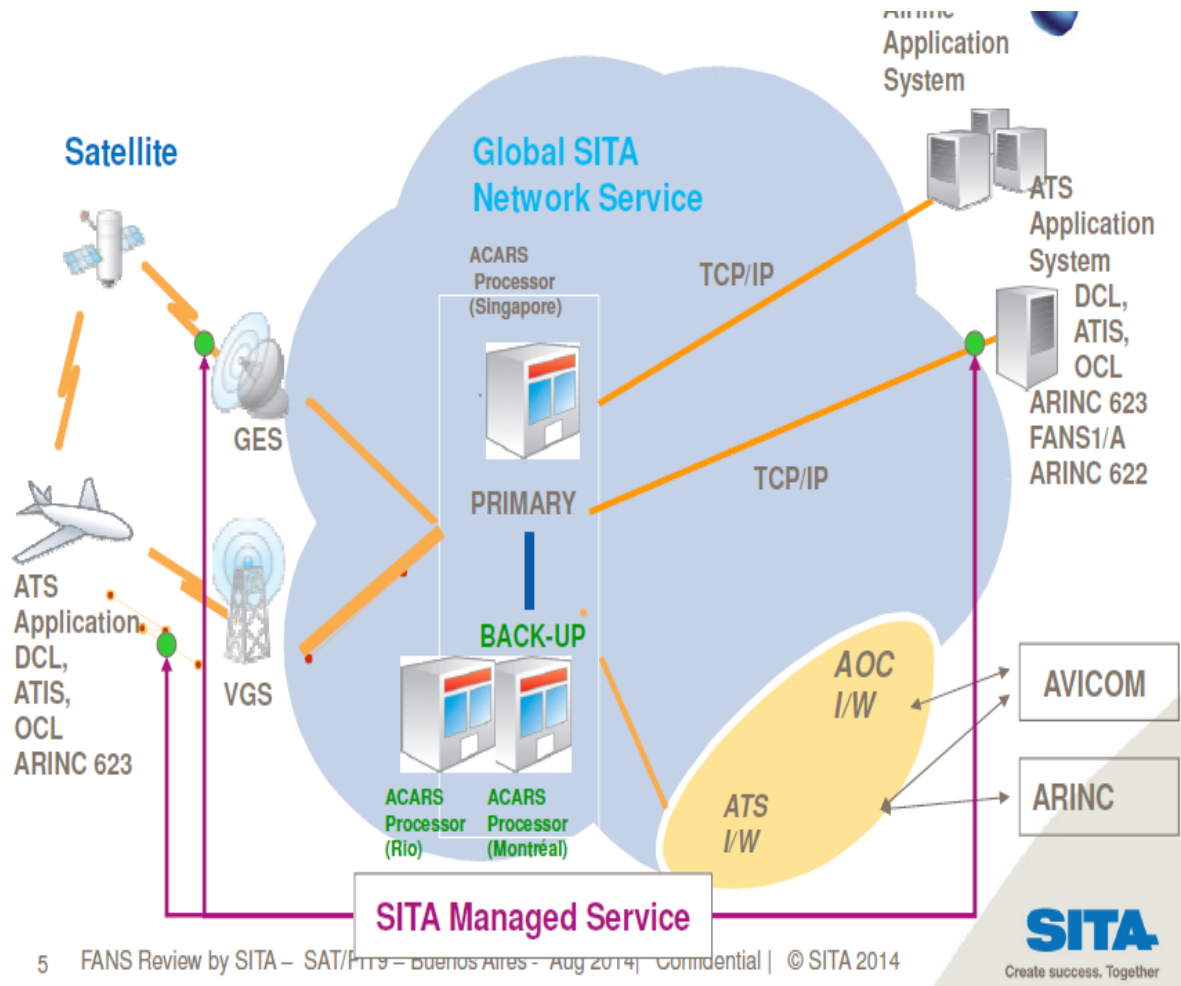 Application
System
Satellite
Global SITA
Network Service
ACARS
Processor
(Singapore)
TCP/IP
ATS
Application
System
DCL,
ATIS,
OCL
ARINC 623
FANS1/A
ARINC 622
GES
PRIMARY
TCP/IP
ATS
Application
DCL,
ATIS,
OCL
ARINC 623
VGS
BACK-UP
ACARS
Processor
(Rio)
ACARS
Processor
(Montréal)
AOC
I/W
ATS
I/W
AVICOM
ARINC
SITA Managed Service
5 FANS Review by SITA – Aug 2014| Confidential | © SITA 2014
SITA
Create success. Together